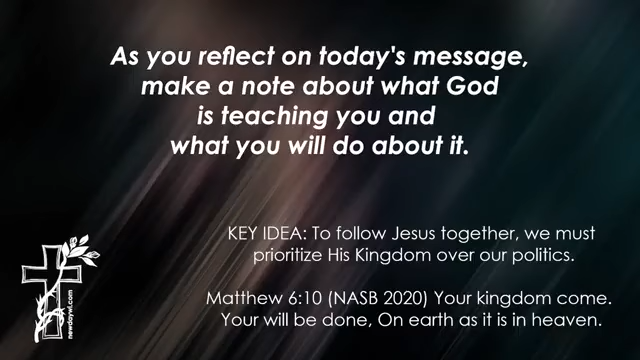 As you reflect on today's message,
make a note about what God
is teaching you and
what you will do about it.
KEY IDEA: To follow Jesus together, we must
prioritize His Kingdom over our politics.
Matthew 6:10 (NASB 2020) Your kingdom come.
Your will be done, On earth as it is in heaven.
newdaywi.com